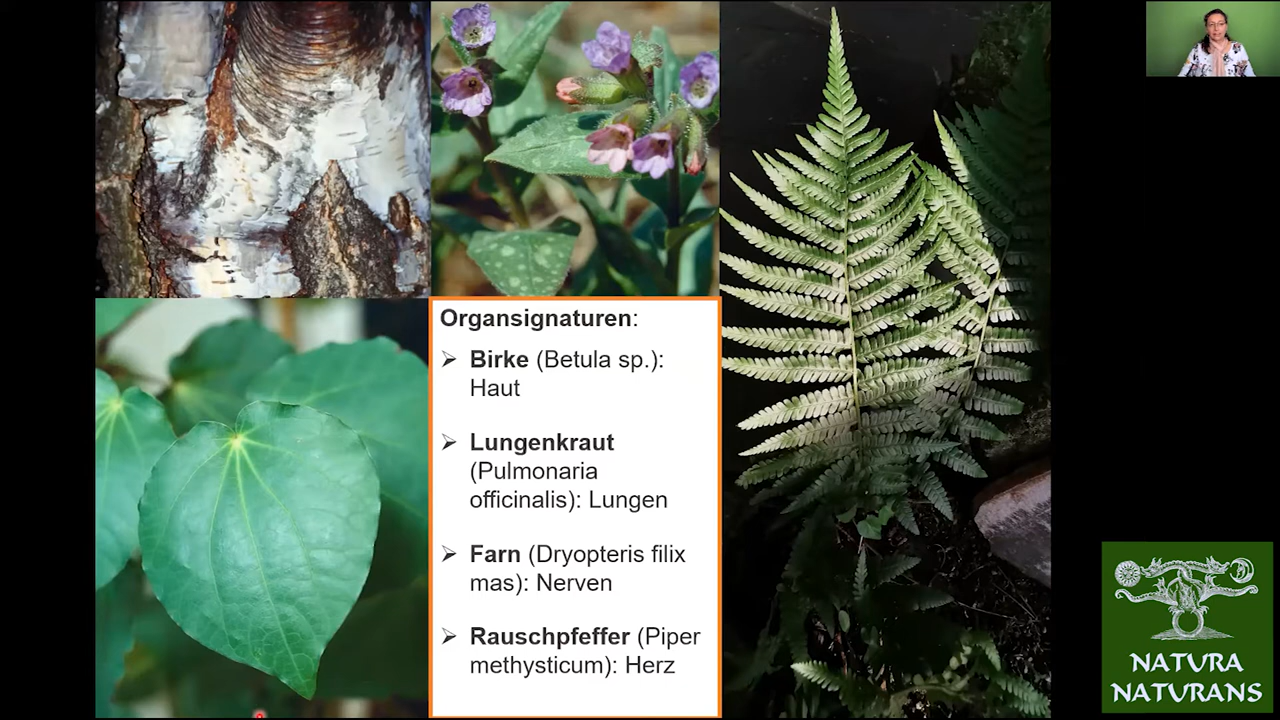 Organsignaturen:
➢ Birke (Betula sp.):
Haut
➢ Lungenkraut
(Pulmonaria
officinalis): Lungen
➢ Farn (Dryopteris filix
mas): Nerven
➢ Rauschpfeffer (Piper
methysticum): Herz
NATURA
NATURANS